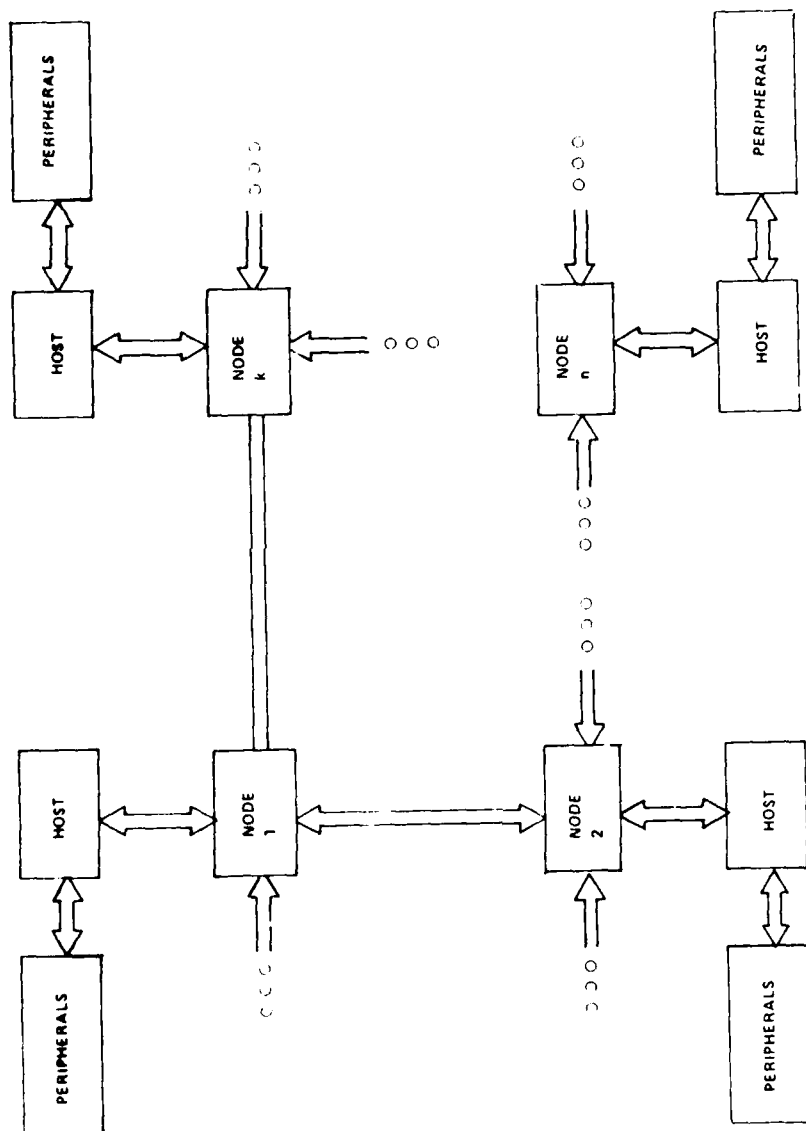 PERIPHERALS
HOST
HOST
PERIPHERALS
NODE
1
NODE
k
NODE
2
NODE
n
PERIPHERALS
HOST
HOST
PERIPHERALS